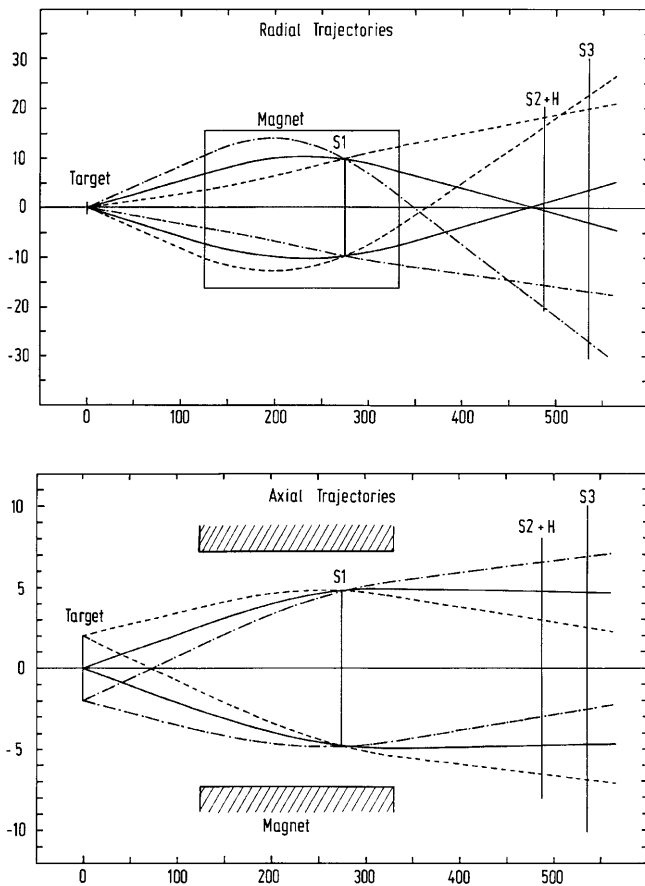 Radial Trajectories
S3
30
S2 + H
20
Magnet
S1
10
Target
0
-10
-20
-30
0 100 200 300 400 500
Axial Trajectories
10
S3
S2 + H
S1
5
Target
0
-5
-10
Magnet
0 100 200 300 400 500